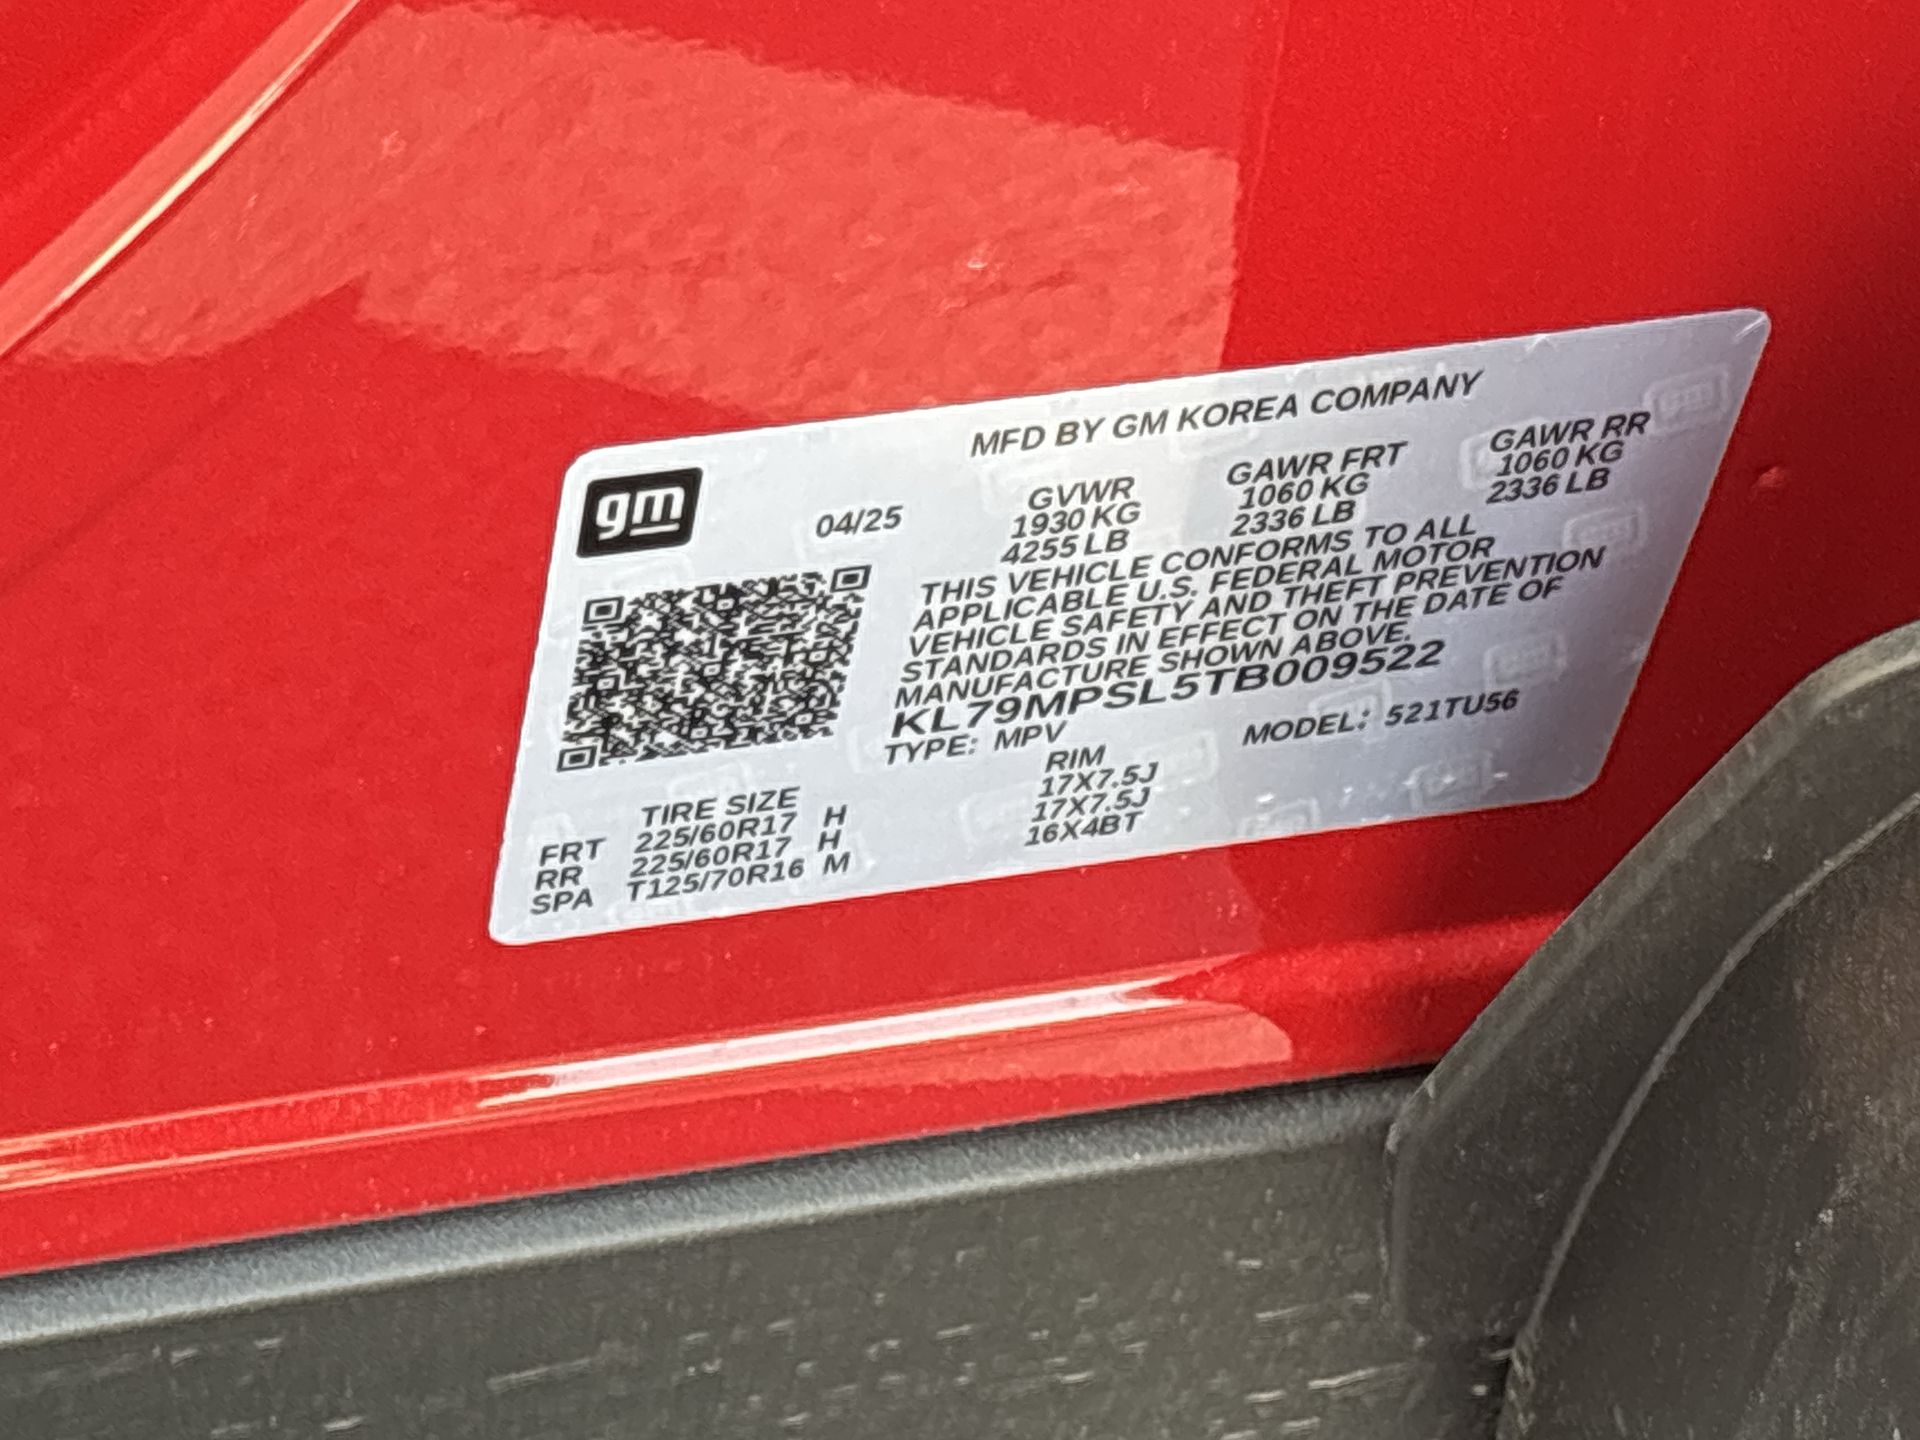 MFD BY GM KOREA COMPANY
gm
04/25
GVWR
1930 KG
4255 LB
GAWR FRT
1060 KG
2336 LB
GAWR RR
1060 KG
2336 LB
THIS VEHICLE CONFORMS TO ALL
APPLICABLE U.S. FEDERAL MOTOR
VEHICLE SAFETY AND THEFT PREVENTION
STANDARDS IN EFFECT ON THE DATE OF
MANUFACTURE SHOWN ABOVE.
KL79MPSL5TB009522
TYPE: MPV MODEL: 521TU56
TIRE SIZE RIM
FRT 225/60R17 H 17X7.5J
RR 225/60R17 H 17X7.5J
SPA T125/70R16 M 16X4BT